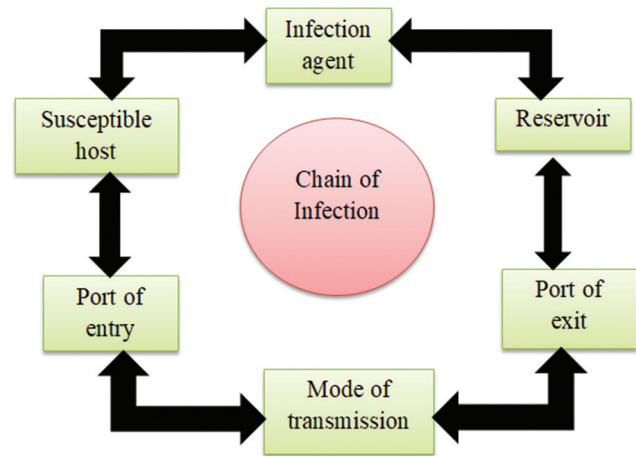 Infection
agent
Susceptible
host
Reservoir
Chain of
Infection
Port of
entry
Port of
exit
Mode of
transmission